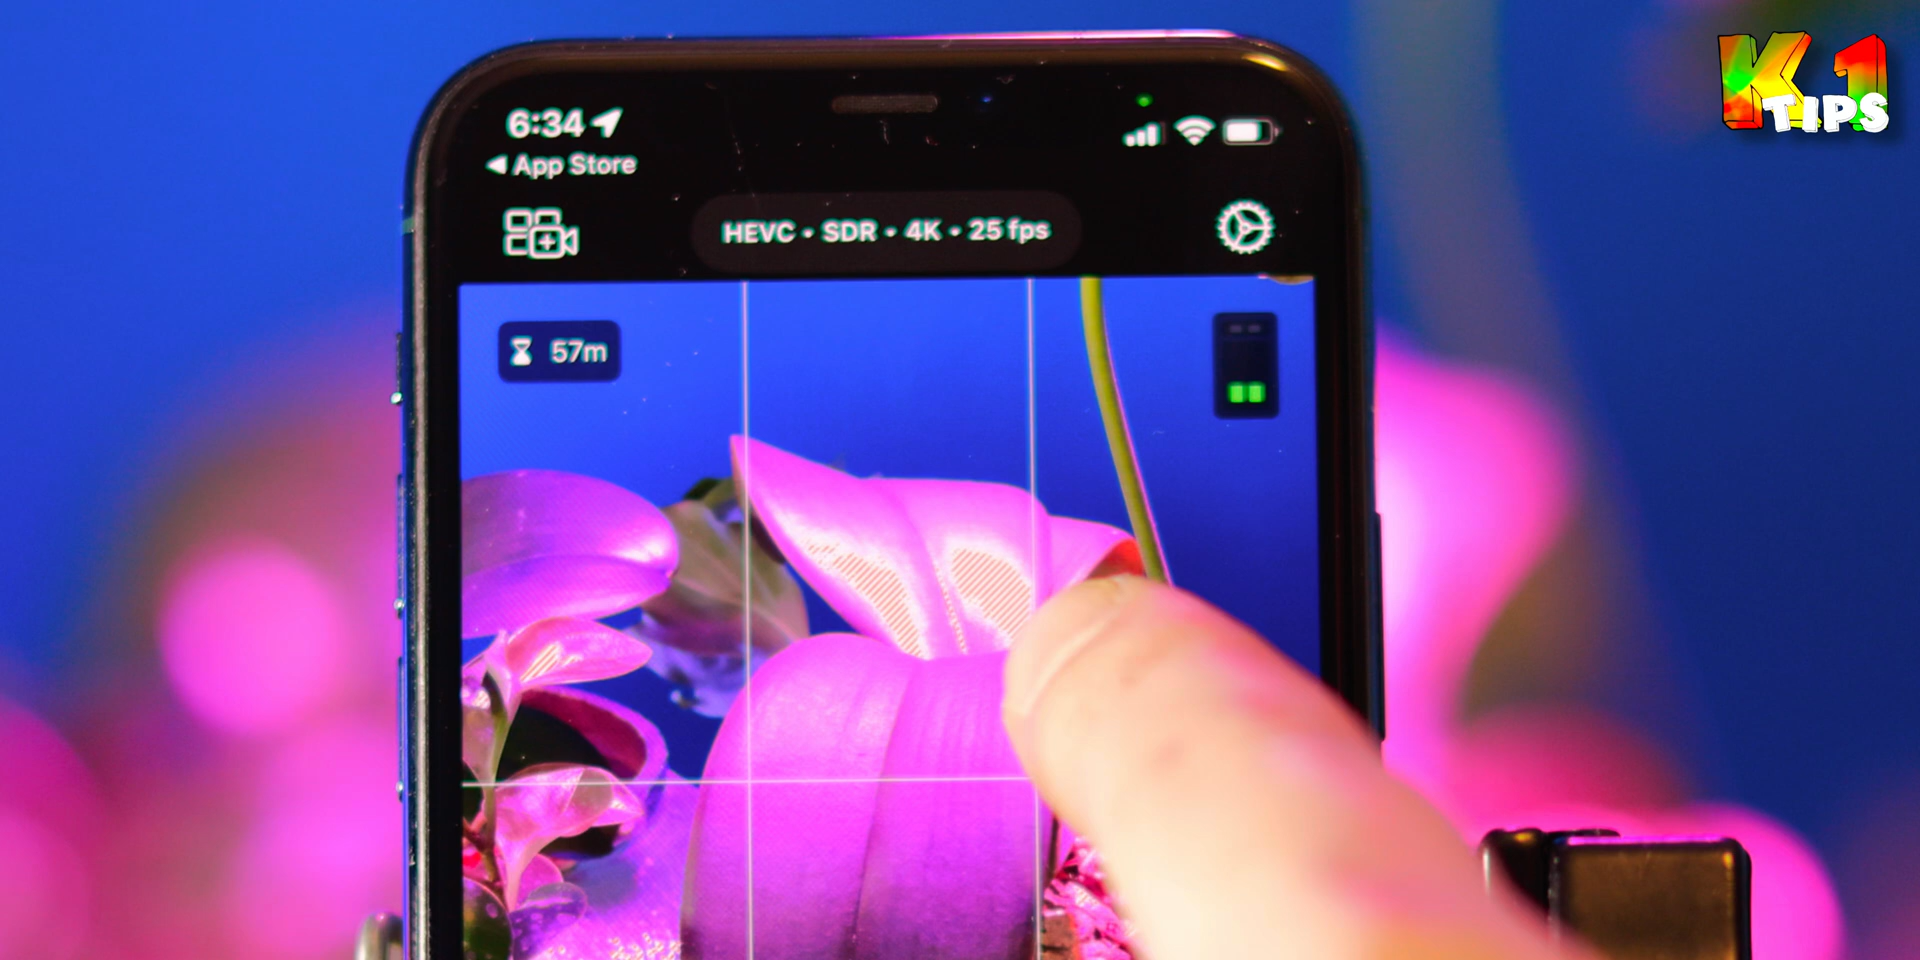 K1
TIPS
6:34
App Store
HEVC • SDR • 4K • 25 fps
57m